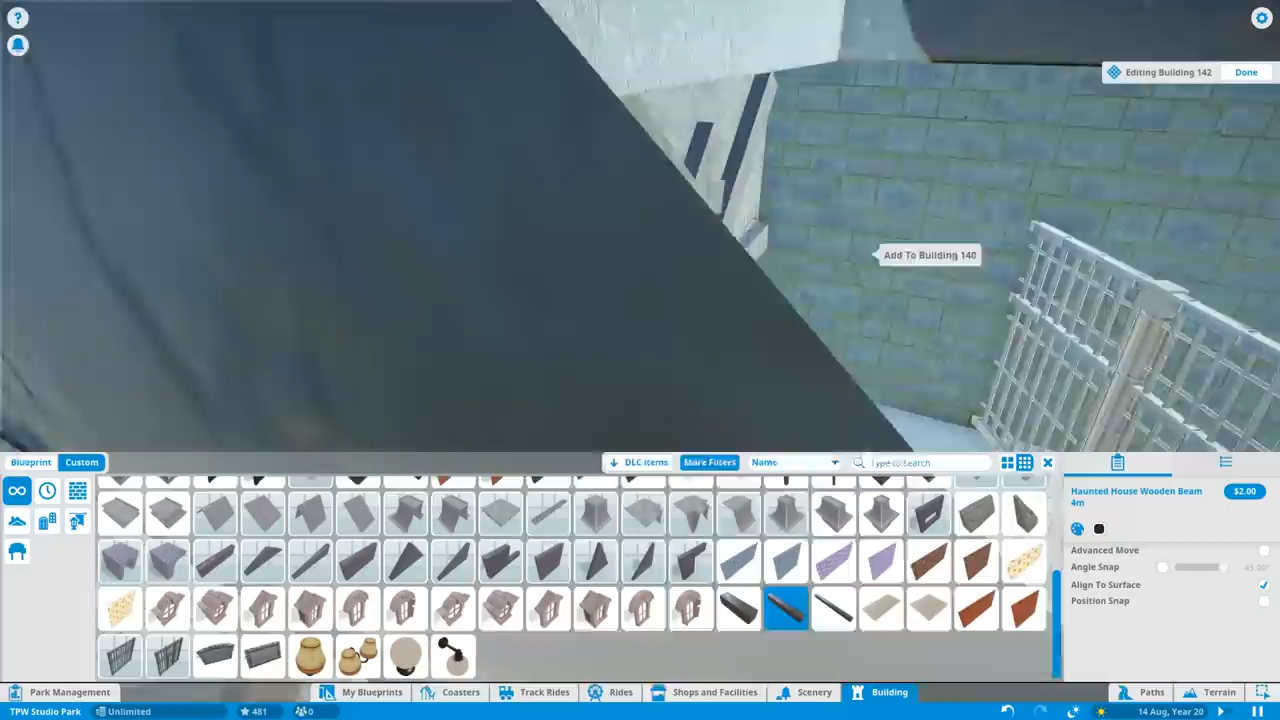 ?
Editing Building 142
Done
Add To Building 140
Blueprint
Custom
DLC Items
More Filters
Name
Type to Search
Haunted House Wooden Beam 4m
$2.00
Advanced Move
Angle Snap
45.00°
Align To Surface
Position Snap
Park Management
My Blueprints
Coasters
Track Rides
Rides
Shops and Facilities
Scenery
Building
Paths
Terrain
TPW Studio Park
Unlimited
481
0
14 Aug, Year 20